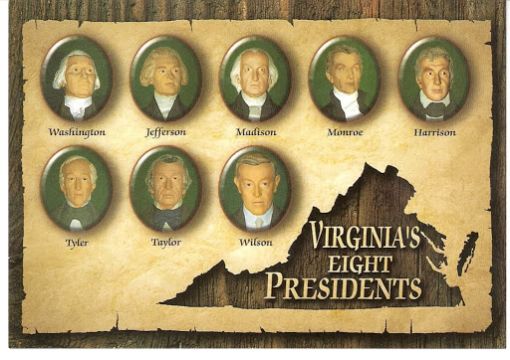 Washington
Jefferson
Madison
Monroe
Harrison
Tyler
Taylor
Wilson
VIRGINIA'S
EIGHT
PRESIDENTS